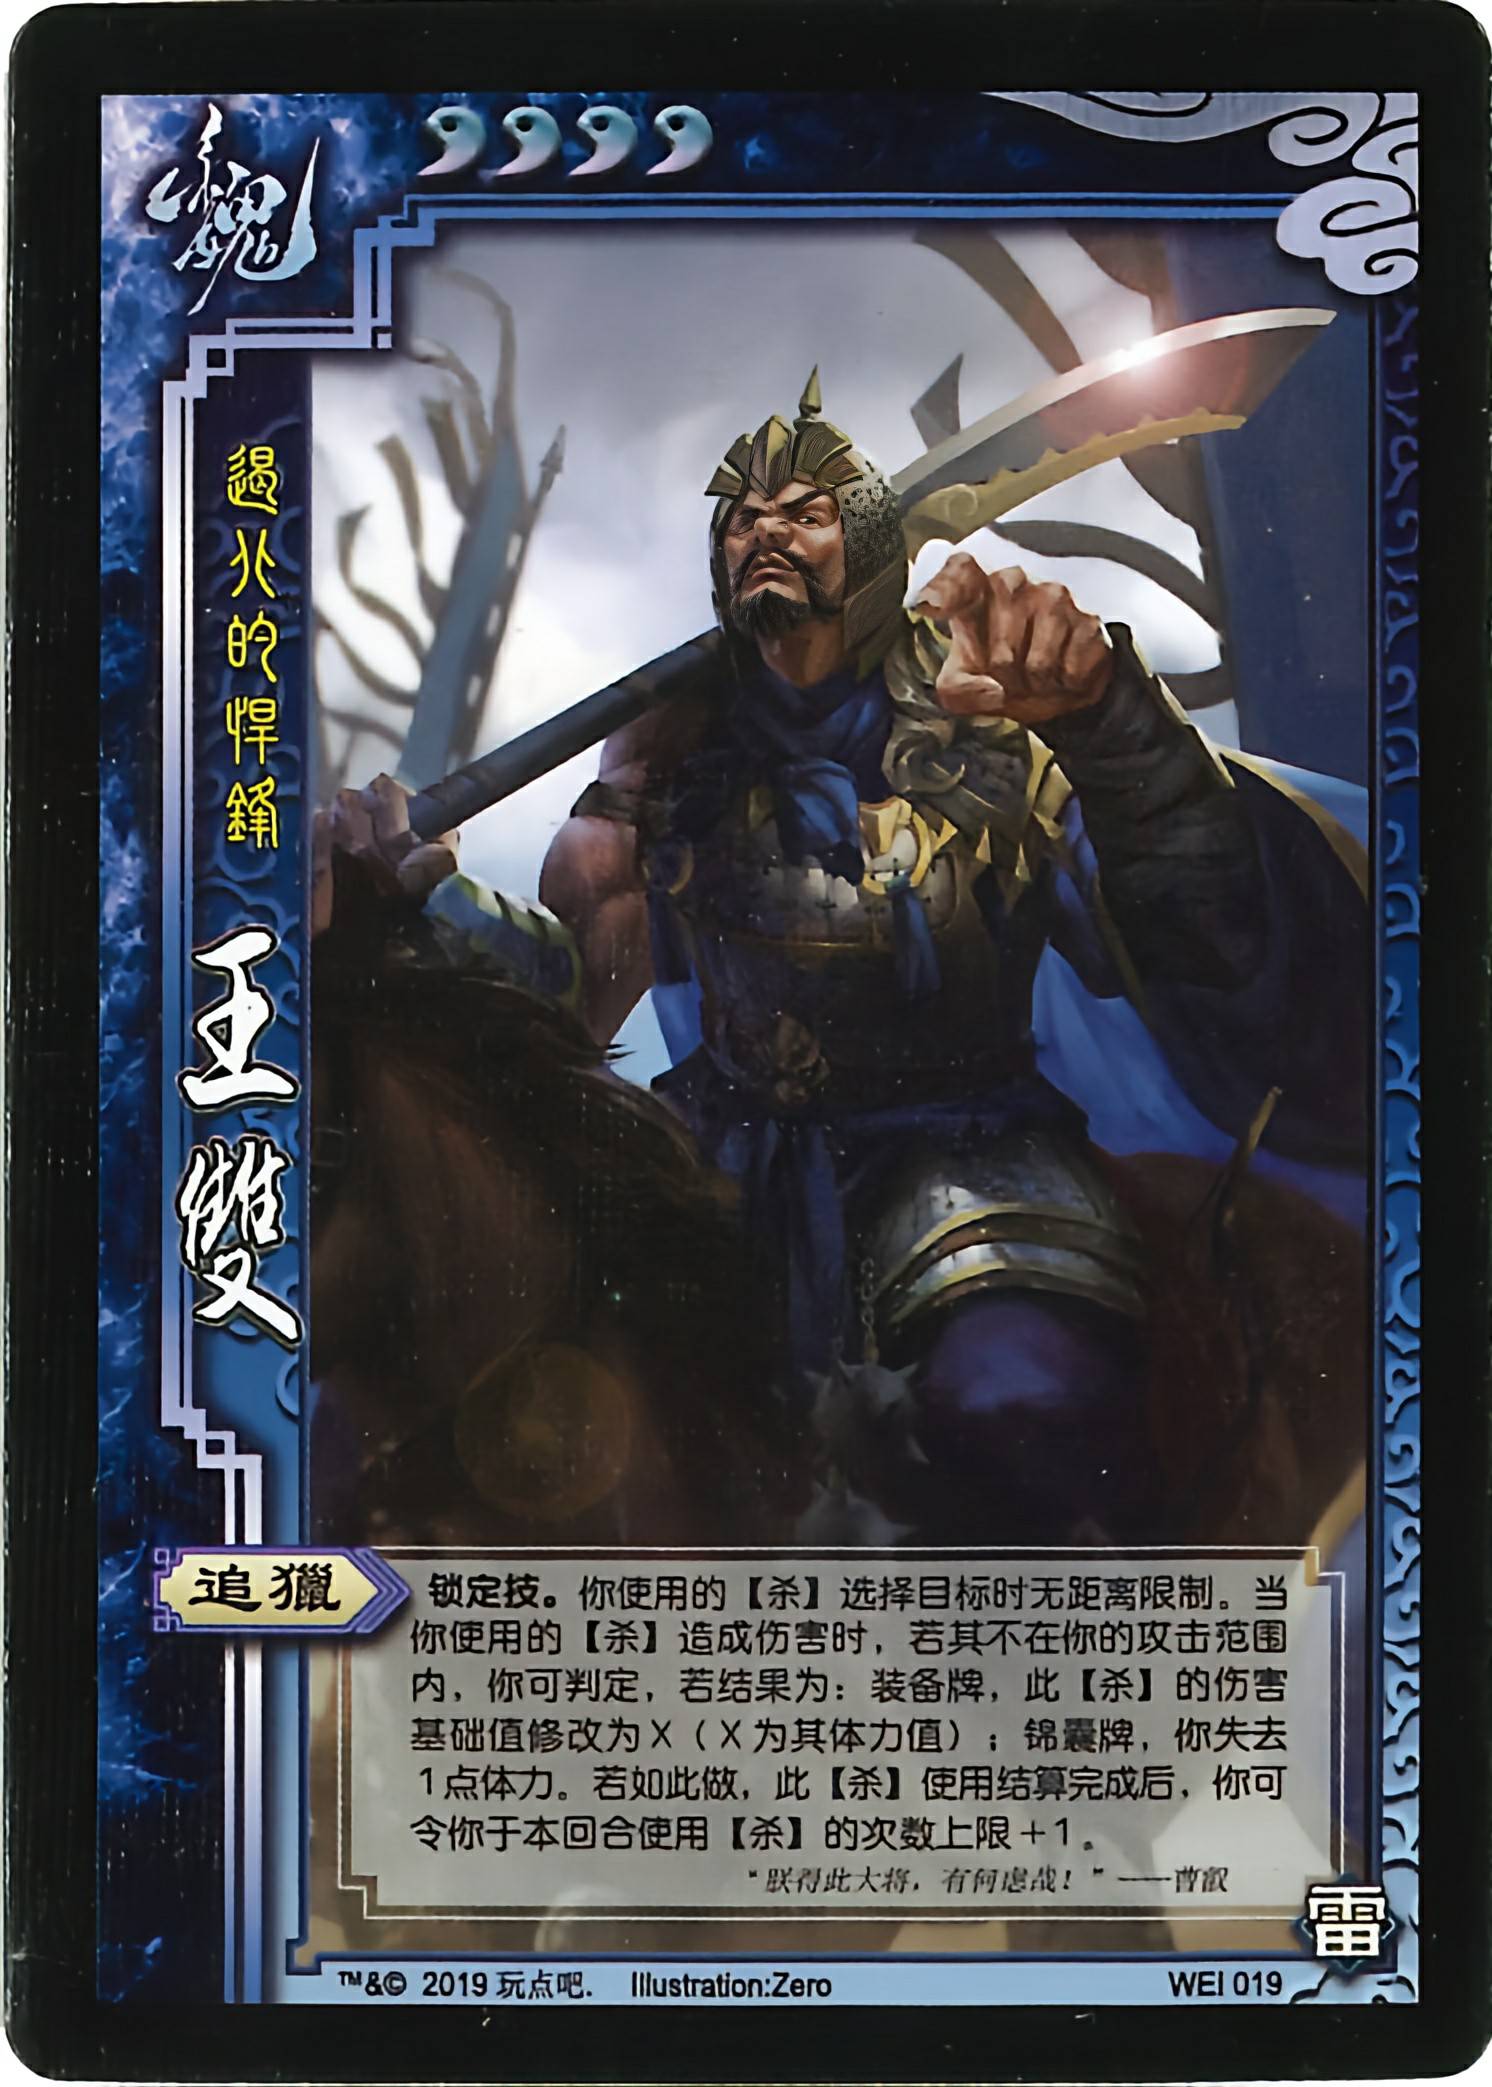 魏
遏北的悍鋒
王雙
追獵
锁定技。你使用的【杀】选择目标时无距离限制。当
你使用的【杀】造成伤害时，若其不在你的攻击范围
内，你可判定，若结果为：装备牌，此【杀】的伤害
基础值修改为X（X为其体力值）；锦囊牌，你失去
1点体力。若如此做，此【杀】使用结算完成后，你可
令你于本回合使用【杀】的次数上限+1。
“朕得此大将，有何虑哉！”——曹叡
雷
™&© 2019 玩点吧. Illustration:Zero
WEI 019